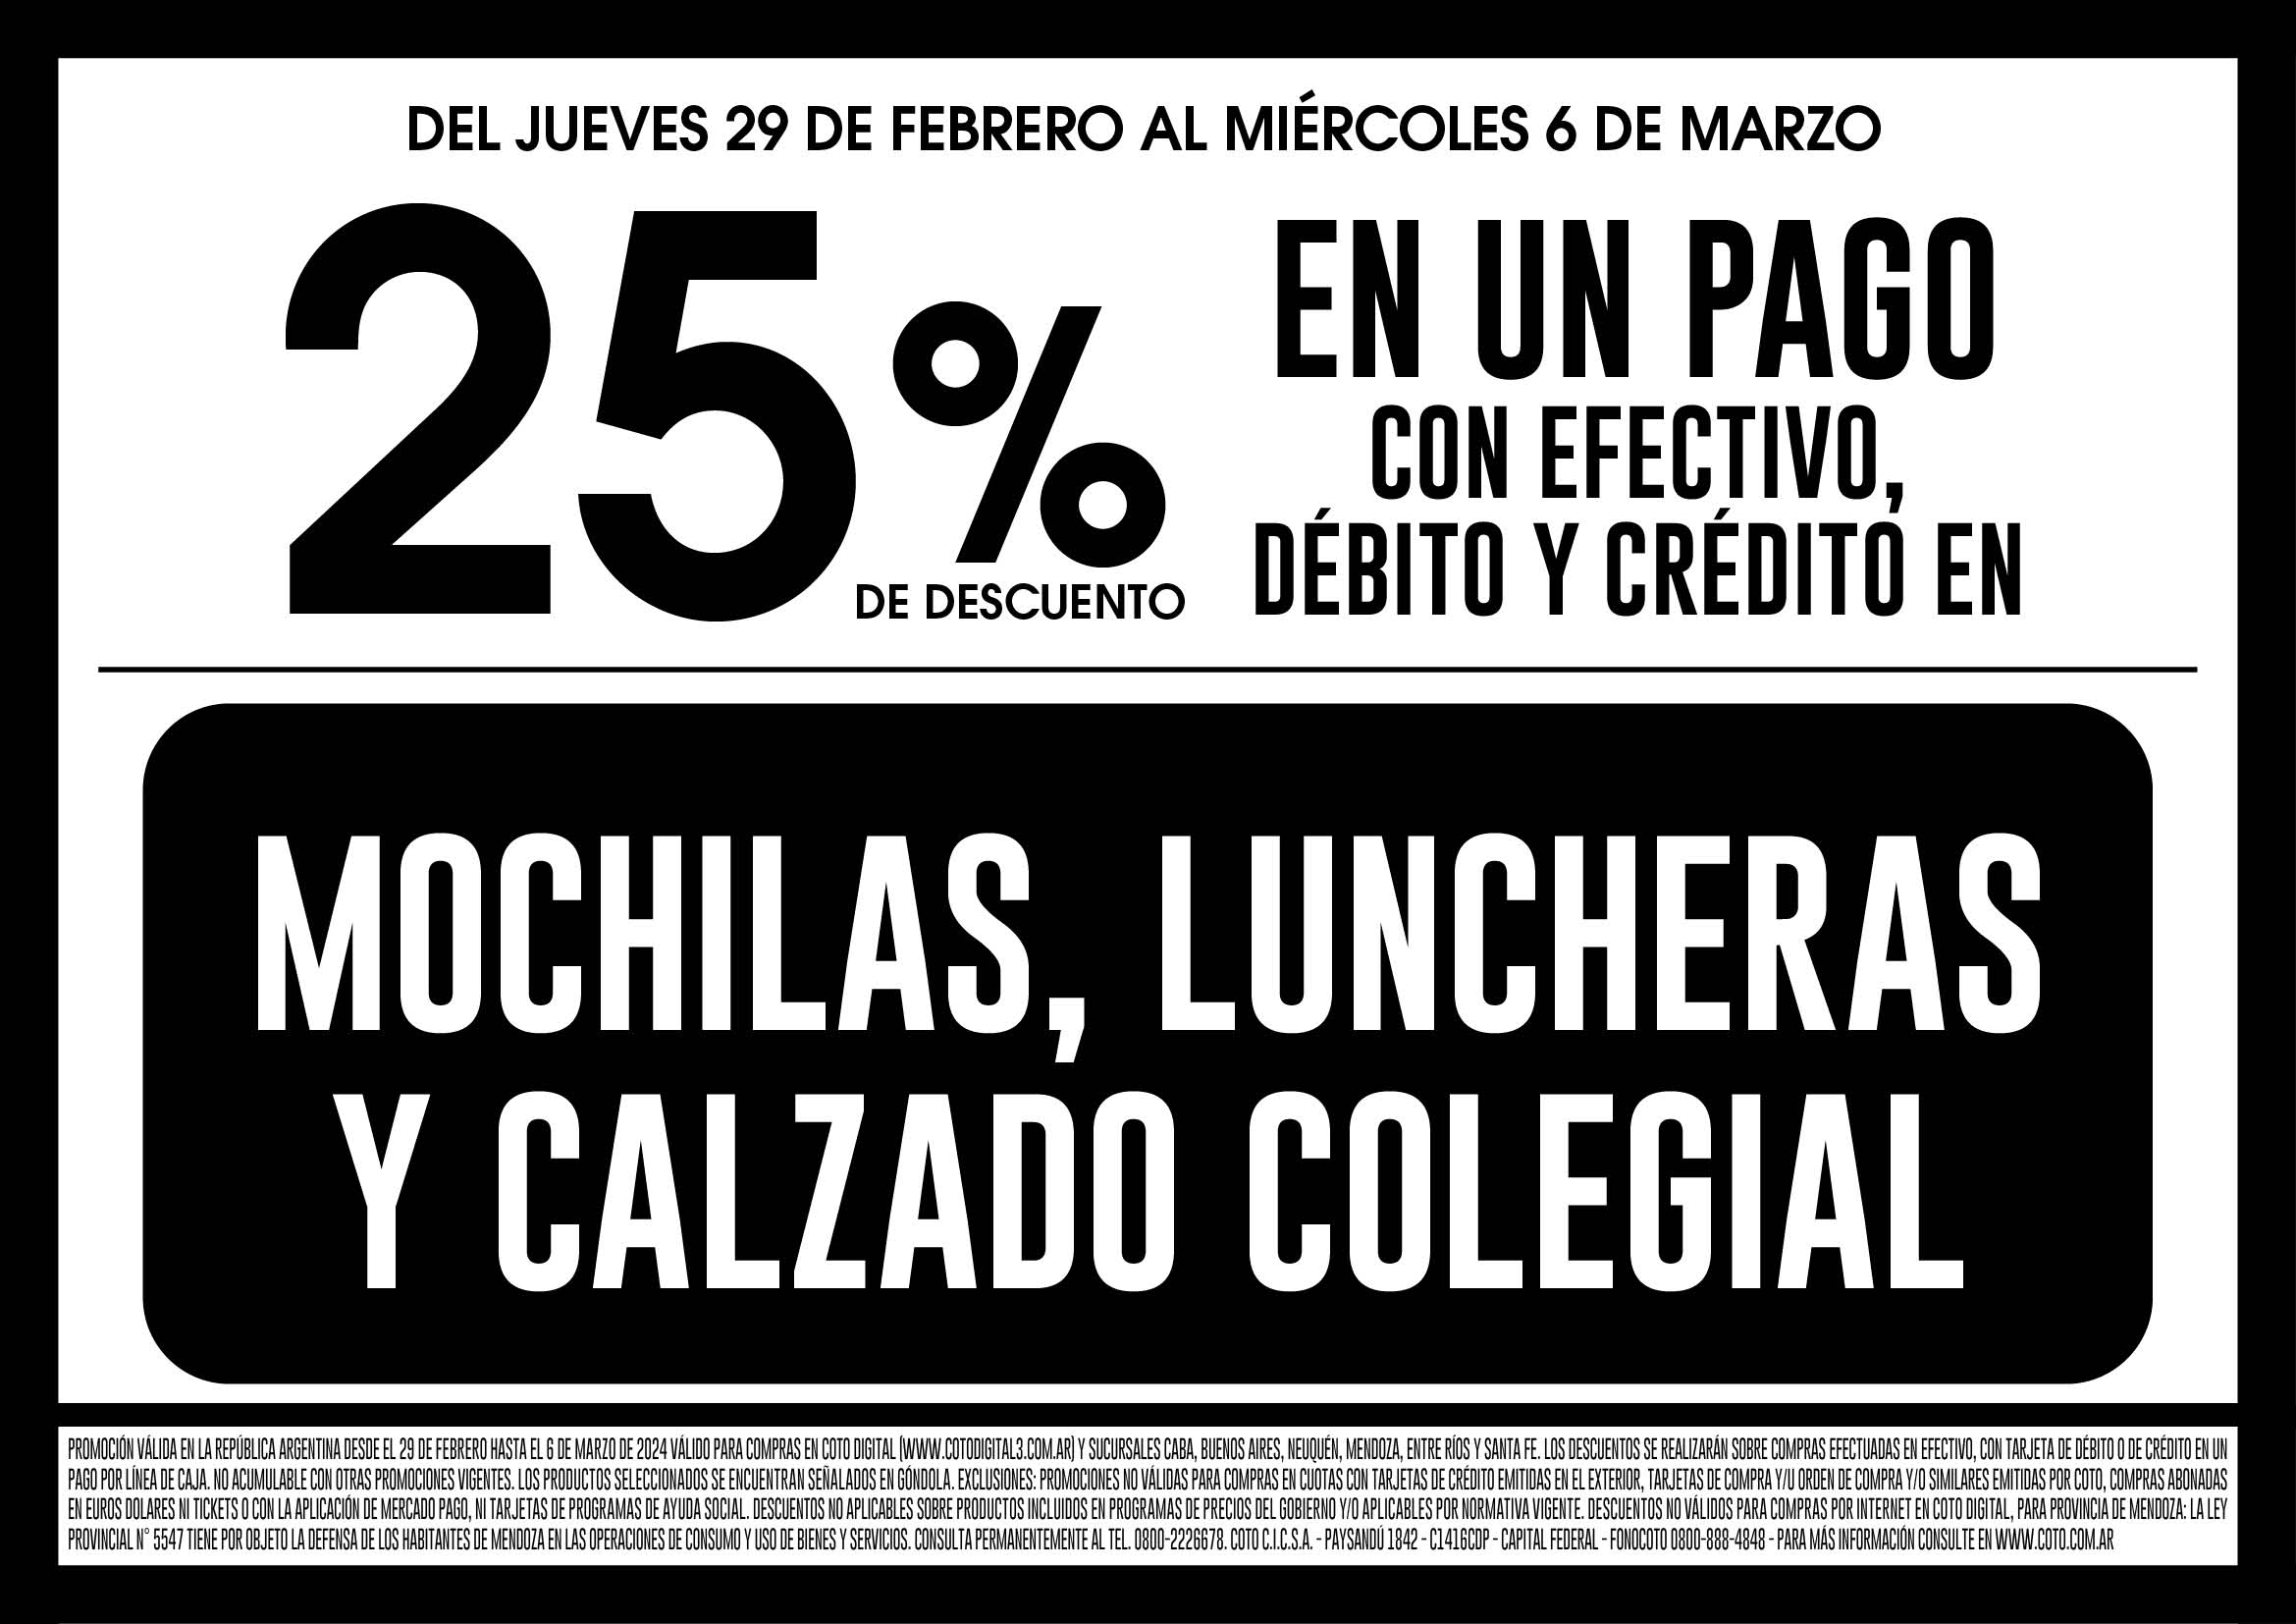 DEL JUEVES 29 DE FEBRERO AL MIÉRCOLES 6 DE MARZO
25%
DE DESCUENTO
EN UN PAGO
CON EFECTIVO,
DÉBITO Y CRÉDITO EN
MOCHILAS, LUNCHERAS
Y CALZADO COLEGIAL
PROMOCIÓN VÁLIDA EN LA REPÚBLICA ARGENTINA DESDE EL 29 DE FEBRERO HASTA EL 6 DE MARZO DE 2024 VÁLIDO PARA COMPRAS EN COTO DIGITAL (WWW.COTODIGITAL3.COM.AR) Y SUCURSALES CABA, BUENOS AIRES, NEUQUÉN, MENDOZA, ENTRE RÍOS Y SANTA FE. LOS DESCUENTOS SE REALIZARÁN SOBRE COMPRAS EFECTUADAS EN EFECTIVO, CON TARJETA DE DÉBITO O DE CRÉDITO EN UN
PAGO POR LÍNEA DE CAJA. NO ACUMULABLE CON OTRAS PROMOCIONES VIGENTES. LOS PRODUCTOS SELECCIONADOS SE ENCUENTRAN SEÑALADOS EN GÓNDOLA. EXCLUSIONES: PROMOCIONES NO VÁLIDAS PARA COMPRAS EN CUOTAS CON TARJETAS DE CRÉDITO EMITIDAS EN EL EXTERIOR, TARJETAS DE COMPRA Y/U ORDEN DE COMPRA Y/O SIMILARES EMITIDAS POR COTO, COMPRAS ABONADAS
EN EUROS DOLARES NI TICKETS O CON LA APLICACIÓN DE MERCADO PAGO, NI TARJETAS DE PROGRAMAS DE AYUDA SOCIAL. DESCUENTOS NO APLICABLES SOBRE PRODUCTOS INCLUIDOS EN PROGRAMAS DE PRECIOS DEL GOBIERNO Y/O APLICABLES POR NORMATIVA VIGENTE. DESCUENTOS NO VÁLIDOS PARA COMPRAS POR INTERNET EN COTO DIGITAL, PARA PROVINCIA DE MENDOZA: LA LEY
PROVINCIAL N° 5547 TIENE POR OBJETO LA DEFENSA DE LOS HABITANTES DE MENDOZA EN LAS OPERACIONES DE CONSUMO Y USO DE BIENES Y SERVICIOS. CONSULTA PERMANENTEMENTE AL TEL. 0800-2226678. COTO C.I.C.S.A. - PAYSANDÚ 1842 - C1416CDP - CAPITAL FEDERAL - FONOCOTO 0800-888-4848 - PARA MÁS INFORMACIÓN CONSULTE EN WWW.COTO.COM.AR